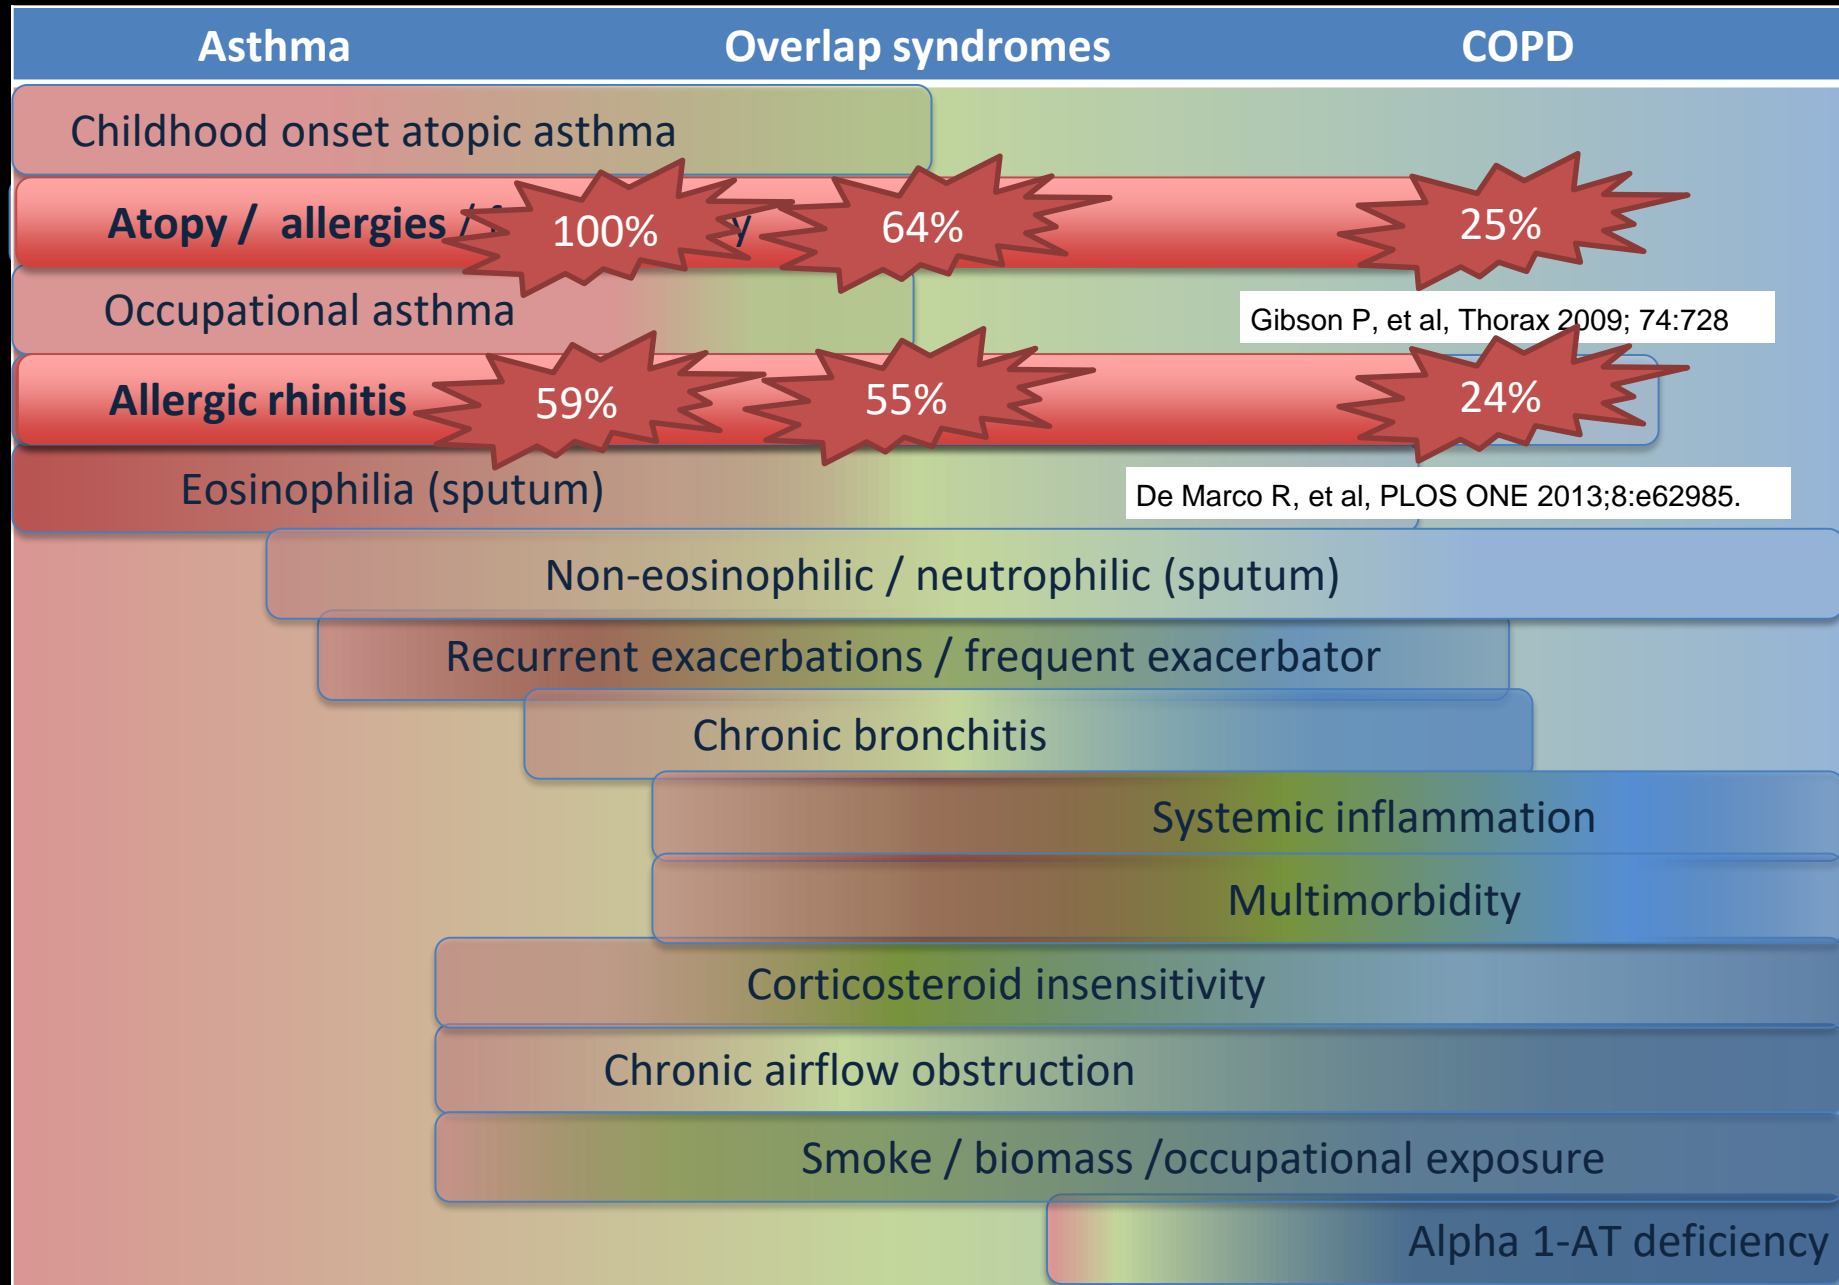 Asthma
Overlap syndromes
COPD
Childhood onset atopic asthma
Atopy / allergies /
100%
64%
25%
Occupational asthma
Gibson P, et al, Thorax 2009; 74:728
Allergic rhinitis
59%
55%
24%
Eosinophilia (sputum)
De Marco R, et al, PLOS ONE 2013;8:e62985.
Non-eosinophilic / neutrophilic (sputum)
Recurrent exacerbations / frequent exacerbator
Chronic bronchitis
Systemic inflammation
Multimorbidity
Corticosteroid insensitivity
Chronic airflow obstruction
Smoke / biomass /occupational exposure
Alpha 1-AT deficiency